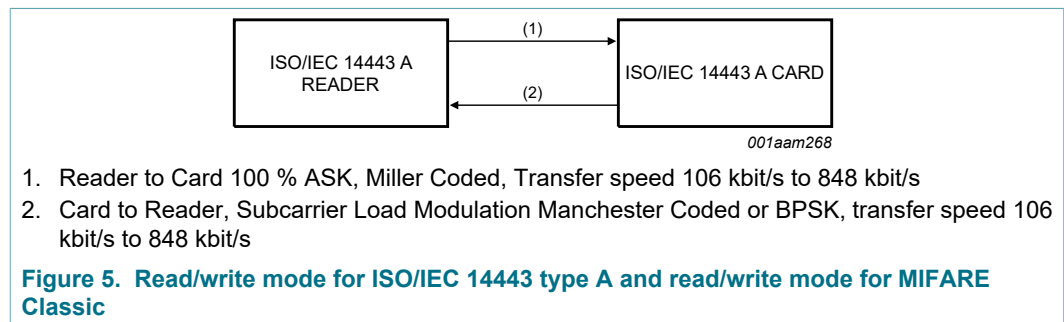 (1)
ISO/IEC 14443 A
READER
ISO/IEC 14443 A CARD
(2)
001aam268
1. Reader to Card 100 % ASK, Miller Coded, Transfer speed 106 kbit/s to 848 kbit/s
2. Card to Reader, Subcarrier Load Modulation Manchester Coded or BPSK, transfer speed 106
kbit/s to 848 kbit/s
Figure 5. Read/write mode for ISO/IEC 14443 type A and read/write mode for MIFARE
Classic